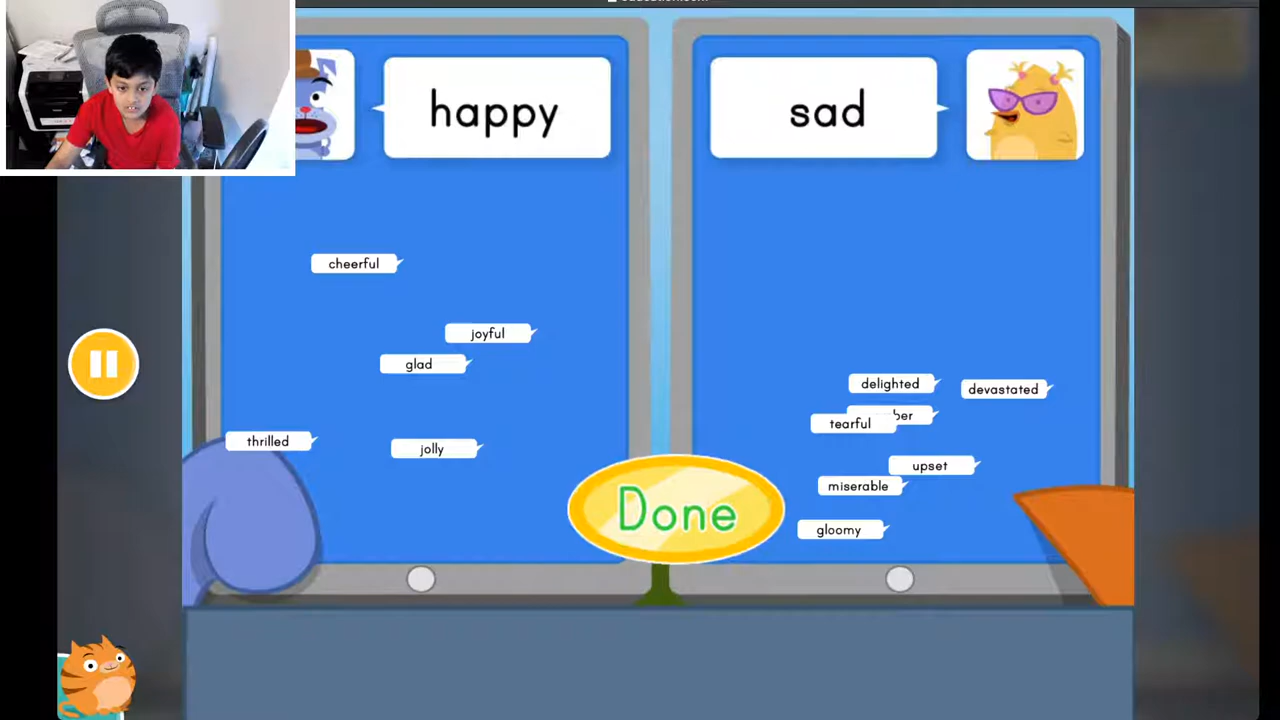 happy
sad
cheerful
joyful
glad
thrilled
jolly
delighted
devastated
tearful
upset
miserable
gloomy
Done